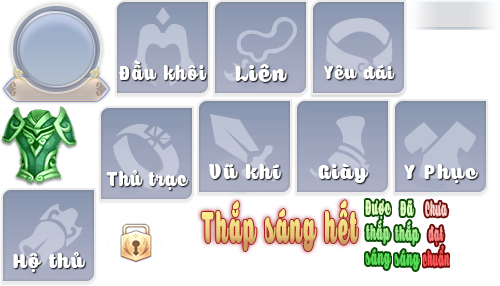 Đầu khôi
Liên
Yêu đái
Thủ trạc
Vũ khí
Giày
Y Phục
Hộ thủ
Thắp sáng hết
Được thắp sáng
Đã thắp sáng
Chưa đạt chuẩn